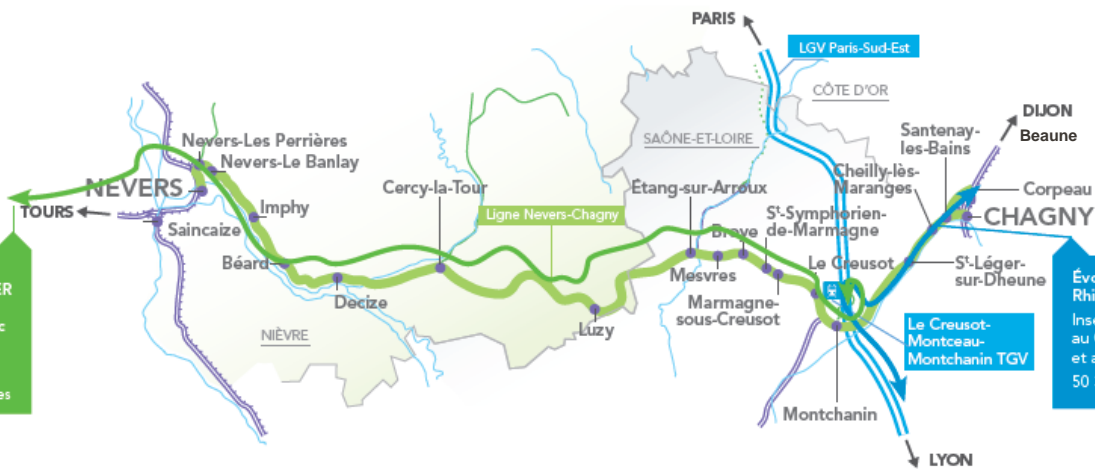 PARIS
LGV Paris-Sud-Est
CÔTE D'OR
DIJON
Beaune
Santenay-
les-Bains
Nevers-Les Perrières
SAÔNE-ET-LOIRE
Nevers-Le Banlay
Cheilly-lès-
Maranges
NEVERS
Cercy-la-Tour
Étang-sur-Arroux
Corpeau
TOURS
Imphy
Ligne Nevers-Chagny
St-Symphorien-
de-Marmagne
CHAGNY
Saincaize
Broye
Béard
Le Creusot
St-Léger-
sur-Dheune
Mesvres
Decize
Marmagne-
sous-Creusot
Luzy
NIÈVRE
Le Creusot-
Montceau-
Montchanin TGV
Montchanin
LYON
ER
c
es
Évo
Rhi
Inse
au
et a
50